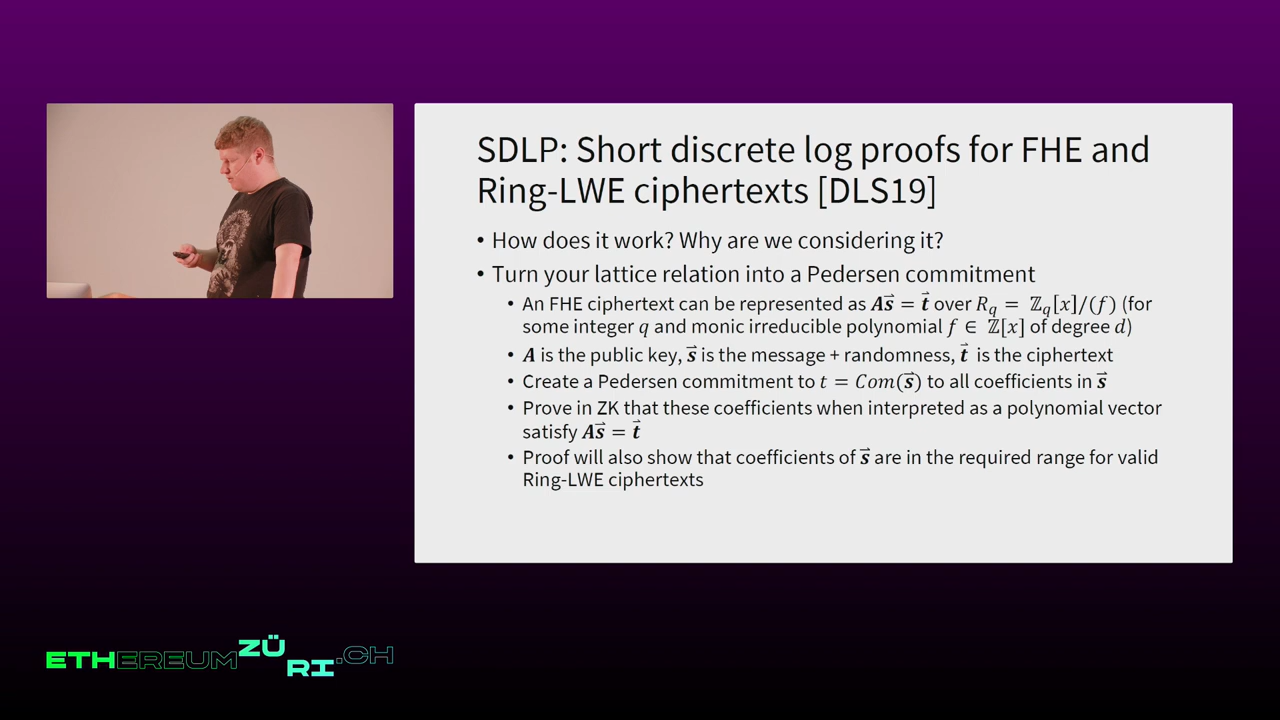 SDLP: Short discrete log proofs for FHE and
Ring-LWE ciphertexts [DLS19]
• How does it work? Why are we considering it?
• Turn your lattice relation into a Pedersen commitment
• An FHE ciphertext can be represented as 𝑨𝒔⃗ = 𝒕⃗ over 𝑅𝑞 = ℤ𝑞[𝑥]/(𝑓) (for
some integer 𝑞 and monic irreducible polynomial 𝑓 ∈ ℤ[𝑥] of degree 𝑑)
• 𝑨 is the public key, 𝒔⃗ is the message + randomness, 𝒕⃗ is the ciphertext
• Create a Pedersen commitment to 𝑡 = 𝐶𝑜𝑚(𝒔⃗) to all coefficients in 𝒔⃗
• Prove in ZK that these coefficients when interpreted as a polynomial vector
satisfy 𝑨𝒔⃗ = 𝒕⃗
• Proof will also show that coefficients of 𝒔⃗ are in the required range for valid
Ring-LWE ciphertexts
ETHEREUMZÜRI.CH